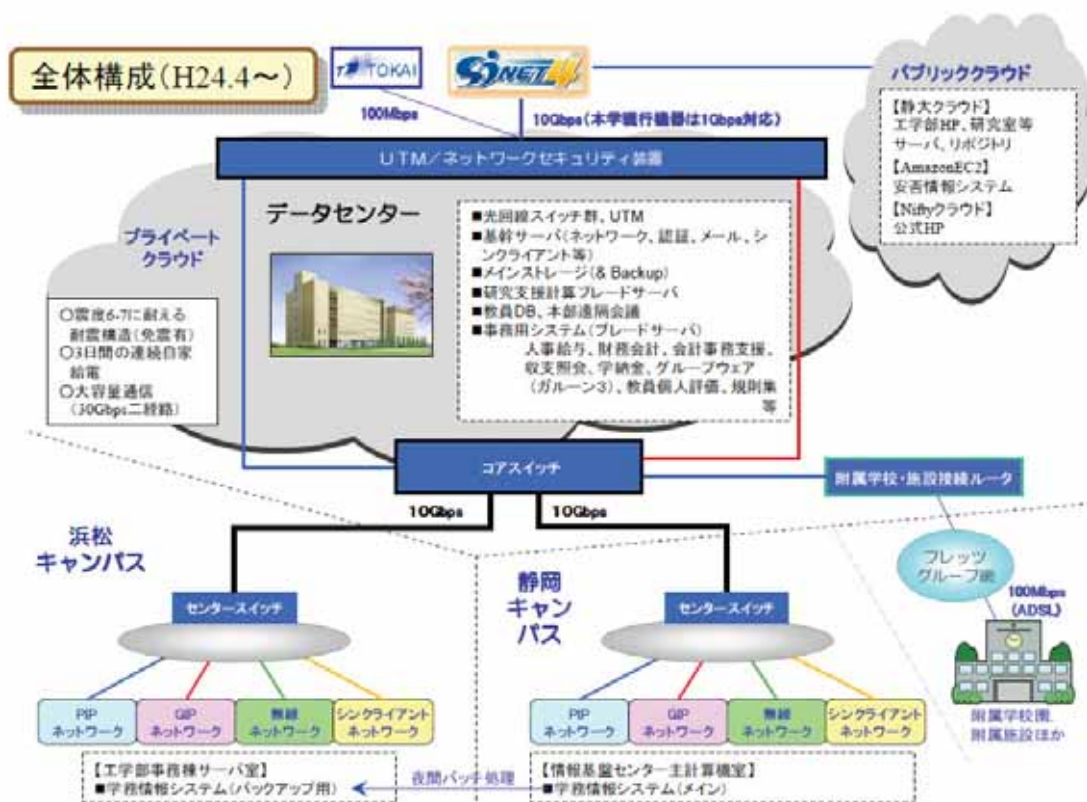 全体構成(H24.4～)
TOKAI
SINET4
100Mbps
10Gbps(本学現行機器は1Gbps対応)
UTM／ネットワークセキュリティ装置
パブリッククラウド
【静大クラウド】
工学部HP、研究室等
サーバ、リポジトリ
【AmazonEC2】
安否情報システム
【Niftyクラウド】
公式HP
プライベート
クラウド
データセンター
○震度6-7に耐える
耐震構造(免震有)
○3日間の連続自家
給電
○大容量通信
(30Gbps二経路)
■光回線スイッチ群、UTM
■基幹サーバ(ネットワーク、認証、メール、シ
ンクライアント等)
■メインストレージ(& Backup)
■研究支援計算ブレードサーバ
■教員DB、本部遠隔会議
■事務用システム(ブレードサーバ)
人事給与、財務会計、会計事務支援、
収支照会、学納金、グループウェア
(ガルーン3)、教員個人評価、規則集
等
コアスイッチ
附属学校・施設接続ルータ
10Gbps
10Gbps
浜松
キャンパス
静岡
キャン
パス
フレッツ
グループ網
100Mbps
(ADSL)
センタースイッチ
センタースイッチ
PIP
ネットワーク
GIP
ネットワーク
無線
ネットワーク
シンクライアント
ネットワーク
PIP
ネットワーク
GIP
ネットワーク
無線
ネットワーク
シンクライアント
ネットワーク
附属学校園、
附属施設ほか
【工学部事務棟サーバ室】
■学務情報システム(バックアップ用)
夜間バッチ処理
【情報基盤センター主計算機室】
■学務情報システム(メイン)